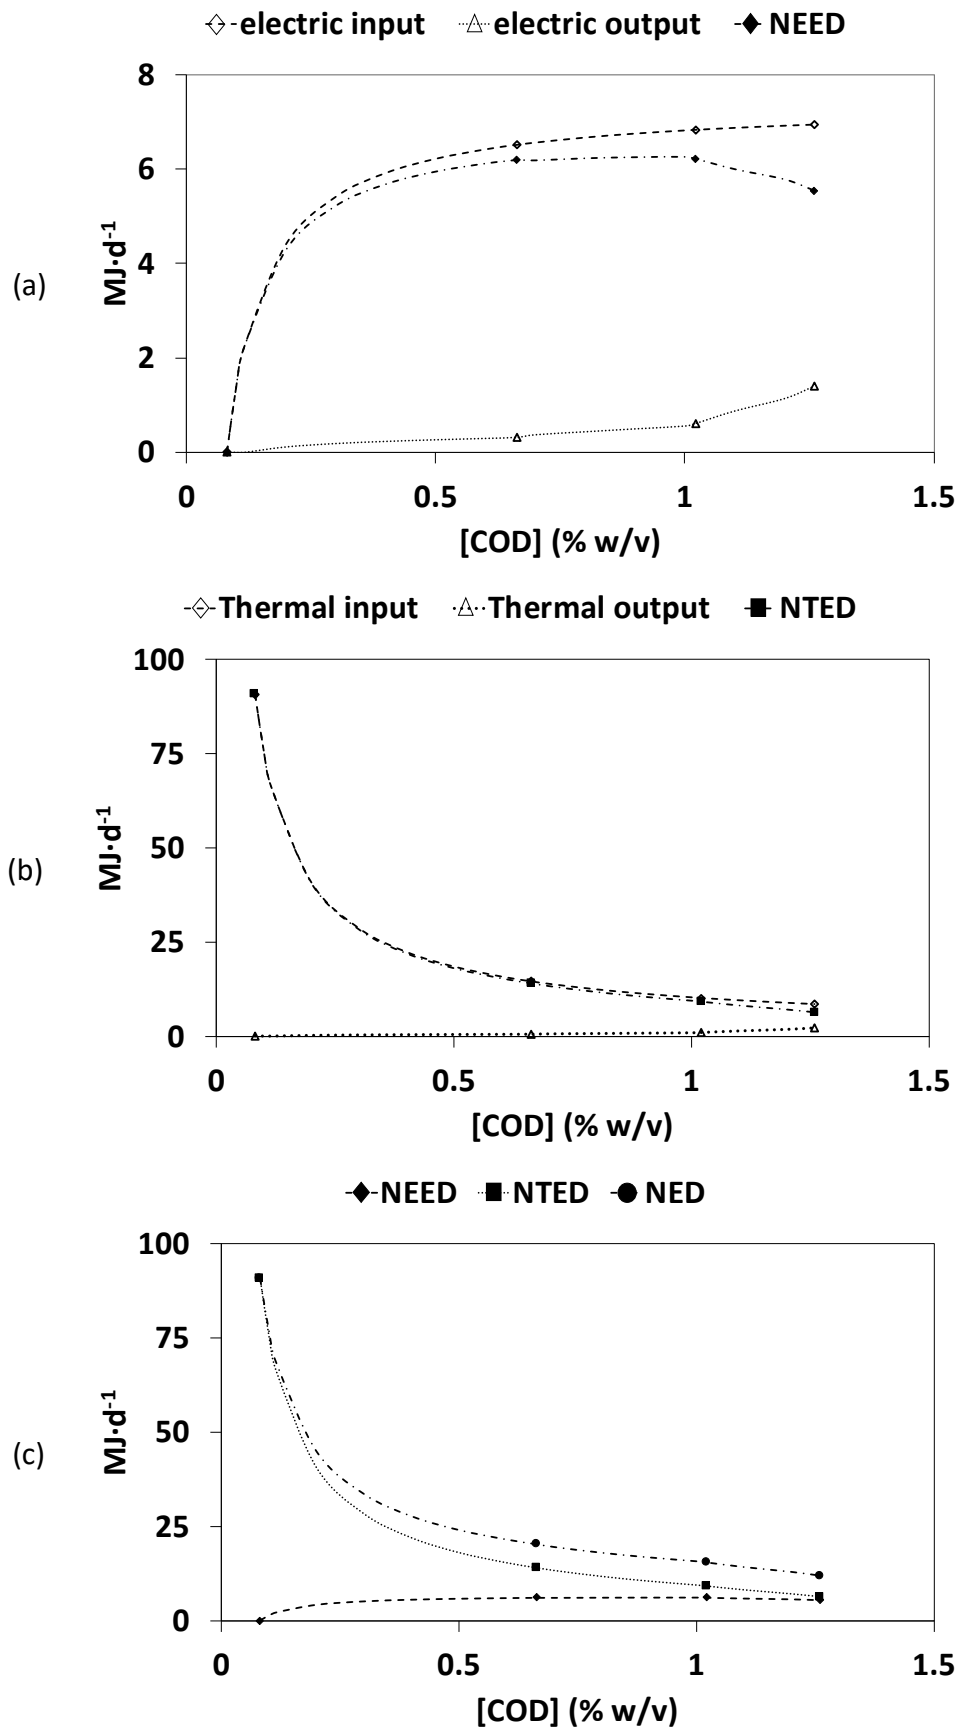 electric input electric output NEED
8
6
4
2
0
MJ·d-1
(a)
0 0.5 1 1.5
[COD] (% w/v)
Thermal input Thermal output NTED
100
75
50
25
0
MJ·d-1
(b)
0 0.5 1 1.5
[COD] (% w/v)
NEED NTED NED
100
75
50
25
0
MJ·d-1
(c)
0 0.5 1 1.5
[COD] (% w/v)